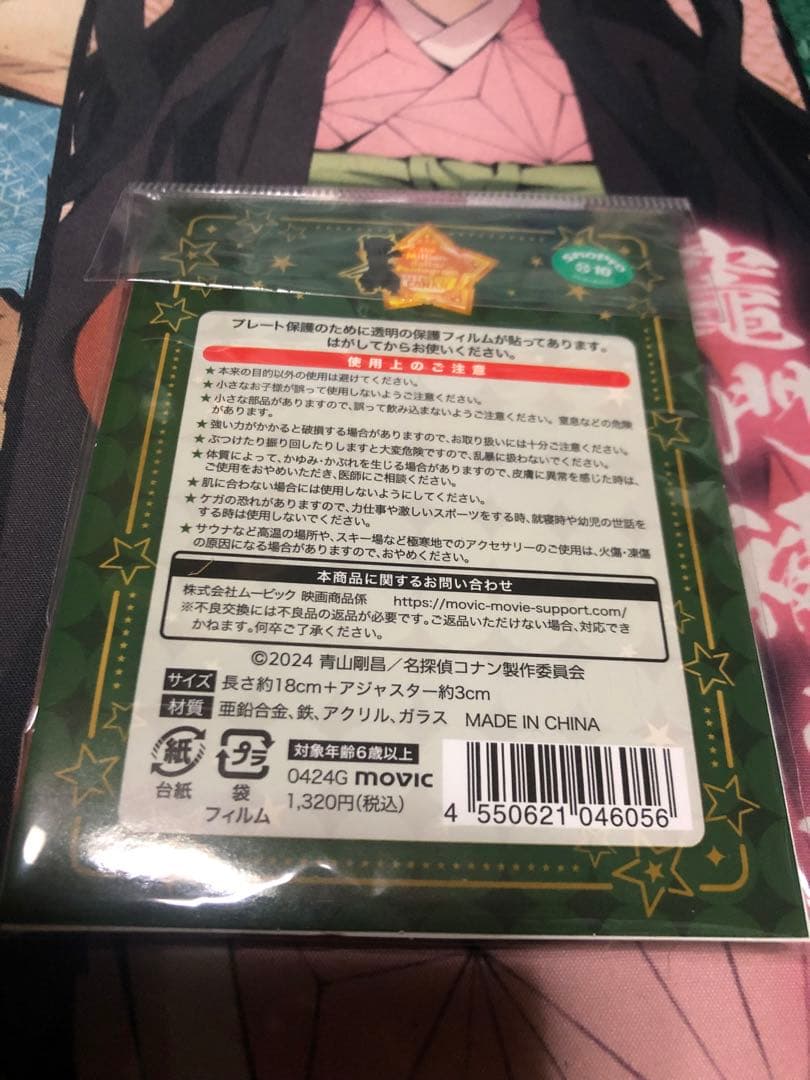 ShoPro
S-16
プレート保護のために透明の保護フィルムが貼ってあります。
はがしてからお使いください。
使用上のご注意
★本来の目的以外の使用は避けてください。
★小さなお子様が誤って使用しないようご注意ください。
★小さな部品がありますので、誤って飲み込まないようご注意ください。窒息などの危険
があります。
★強い力がかかると破損する場合がありますので、お取り扱いには十分ご注意ください。
★ぶつけたり振り回したりしますと大変危険ですので、乱暴に扱わないでください。
★体質によって、かゆみ・かぶれを生じる場合がありますので、皮膚に異常を感じた時は、
ご使用をおやめいただき、医師にご相談ください。
★肌に合わない場合には使用しないようにしてください。
★ケガの恐れがありますので、力仕事や激しいスポーツをする時、就寝時や幼児の世話を
する時は使用しないでください。
★サウナなど高温の場所や、スキー場など極寒地でのアクセサリーのご使用は、火傷・凍傷
の原因になる場合がありますので、おやめください。
本商品に関するお問い合わせ
株式会社ムービック 映画商品係 https://movic-movie-support.com/
※不良交換には不良品の返品が必要です。ご返品いただけない場合、対応でき
かねます。何卒ご了承ください。
©2024 青山剛昌／名探偵コナン製作委員会
サイズ 長さ約18cm＋アジャスター約3cm
材質 亜鉛合金、鉄、アクリル、ガラス MADE IN CHINA
紙 プラ 対象年齢6歳以上
台紙 袋 0424G movic
フィルム 1,320円（税込）
4 550621 046056
竈門